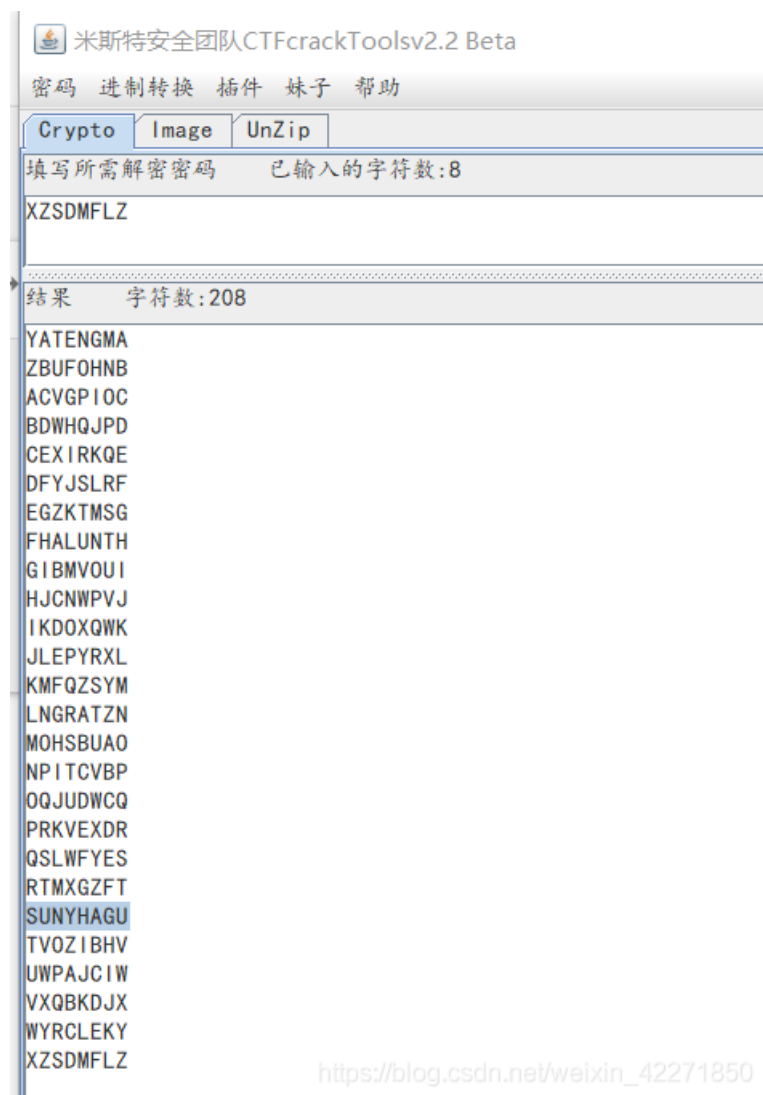 米斯特安全团队CTFcrackToolsv2.2 Beta
密码 进制转换 插件 妹子 帮助
Crypto Image UnZip
填写所需解密密码 已输入的字符数:8
XZSDMFLZ
结果 字符数:208
YATENGMA
ZBUFOHNB
ACVGPIOC
BDWHQJPD
CEXIRKQE
DFYJSLRF
EGZKTMSG
FHALUNTH
GIBMVOUI
HJCNWPVJ
IKDOXQWK
JLEPYRXL
KMFQZSYM
LNGRATZN
MOHSBUAO
NPITCVBP
OQJUDWCQ
PRKVEXDR
QSLWFYES
RTMXGZFT
SUNYHAGU
TVOZIBHV
UWPAJCIW
VXQBKDJX
WYRCLEKY
XZSDMFLZ
https://blog.csdn.net/weixin_42271850